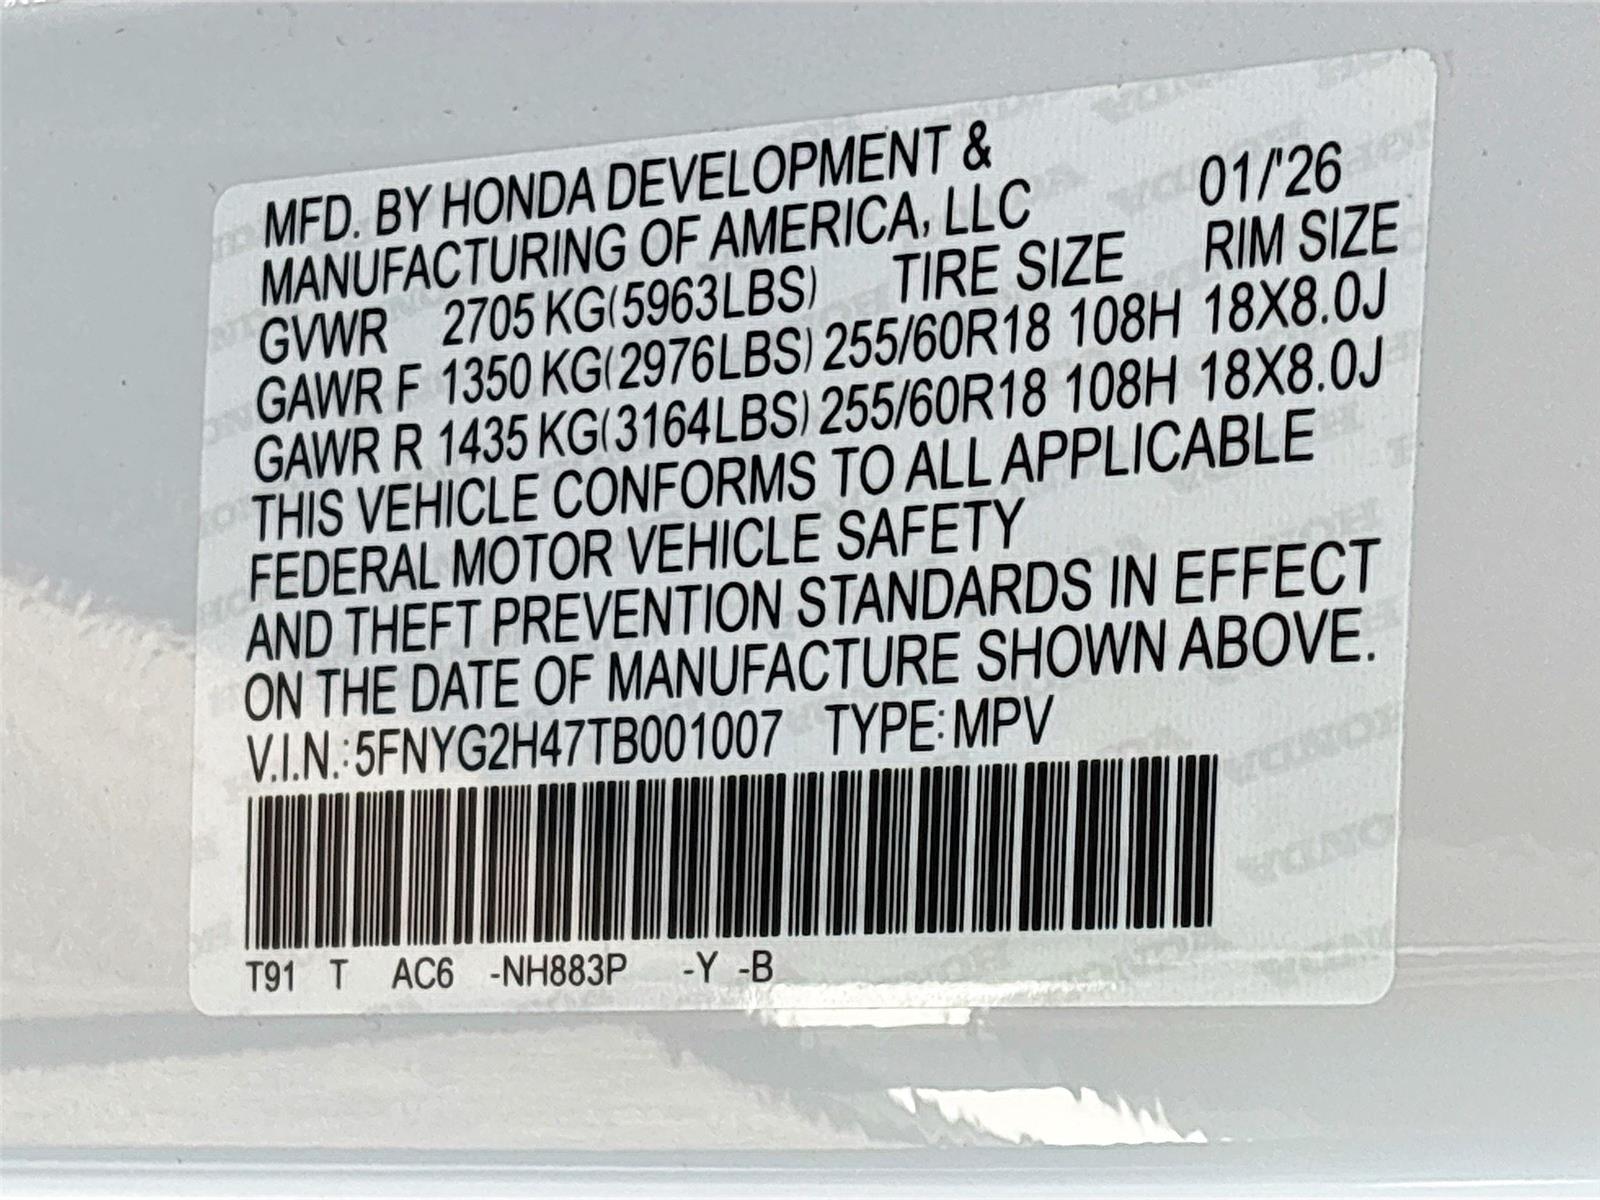 MFD. BY HONDA DEVELOPMENT &
MANUFACTURING OF AMERICA, LLC 01/'26
GVWR 2705 KG(5963LBS) TIRE SIZE RIM SIZE
GAWR F 1350 KG(2976LBS) 255/60R18 108H 18X8.0J
GAWR R 1435 KG(3164LBS) 255/60R18 108H 18X8.0J
THIS VEHICLE CONFORMS TO ALL APPLICABLE
FEDERAL MOTOR VEHICLE SAFETY
AND THEFT PREVENTION STANDARDS IN EFFECT
ON THE DATE OF MANUFACTURE SHOWN ABOVE.
V.I.N.:5FNYG2H47TB001007 TYPE:MPV
T91 T AC6 -NH883P -Y -B